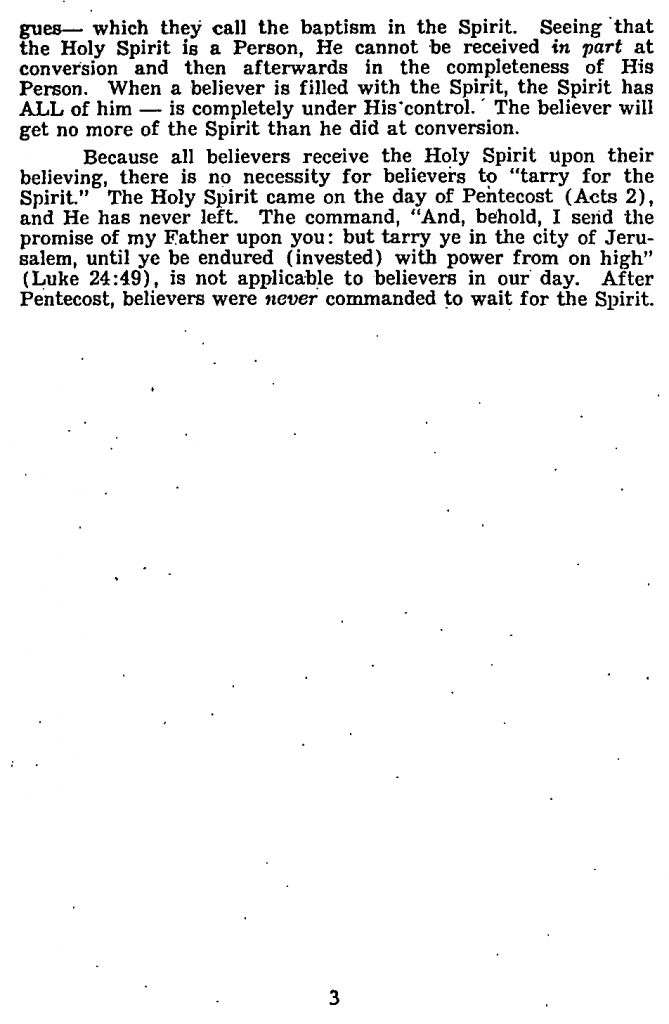 gues— which they call the baptism in the Spirit. Seeing that
the Holy Spirit is a Person, He cannot be received in part at
conversion and then afterwards in the completeness of His
Person. When a believer is filled with the Spirit, the Spirit has
ALL of him — is completely under His control. The believer will
get no more of the Spirit than he did at conversion.
Because all believers receive the Holy Spirit upon their
believing, there is no necessity for believers to “tarry for the
Spirit.” The Holy Spirit came on the day of Pentecost (Acts 2),
and He has never left. The command, “And, behold, I send the
promise of my Father upon you: but tarry ye in the city of Jeru-
salem, until ye be endured (invested) with power from on high”
(Luke 24:49), is not applicable to believers in our day. After
Pentecost, believers were never commanded to wait for the Spirit.
3